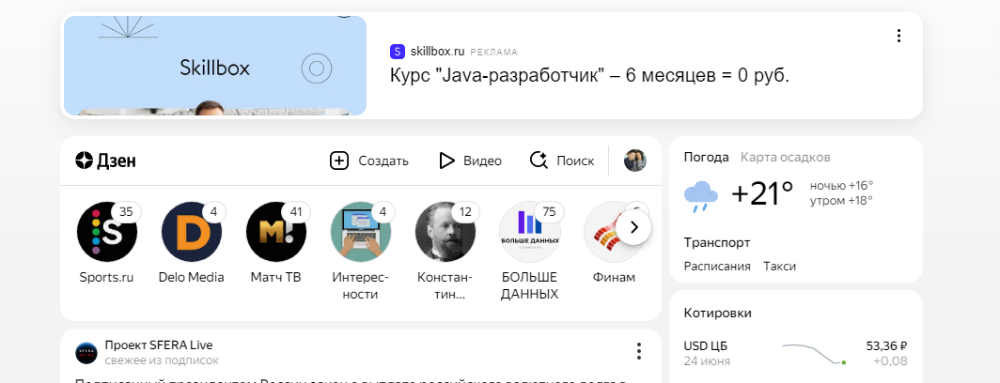 Skillbox
S skillbox.ru РЕКЛАМА
Курс "Java-разработчик" – 6 месяцев = 0 руб.
Дзен
Создать
Видео
Поиск
35
4
41
4
12
75
S
D
М!
БОЛЬШЕ ДАННЫХ
Sports.ru
Delo Media
Матч ТВ
Интерес-
ности
Констан-
тин...
БОЛЬШЕ
ДАННЫХ
Финам
Проект SFERA Live
свежее из подписок
Погода Карта осадков
+21°
ночью +16°
утром +18°
Транспорт
Расписания Такси
Котировки
USD ЦБ 53,36 ₽
24 июня +0,08